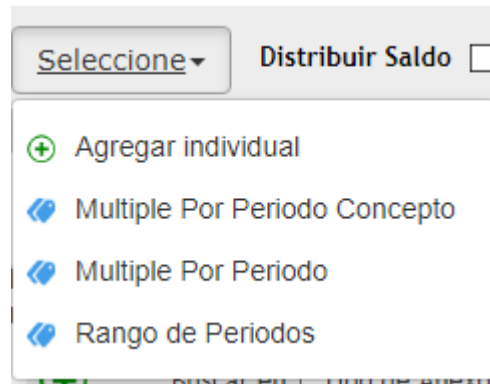 Seleccione
Distribuir Saldo
Agregar individual
Multiple Por Periodo Concepto
Multiple Por Periodo
Rango de Periodos